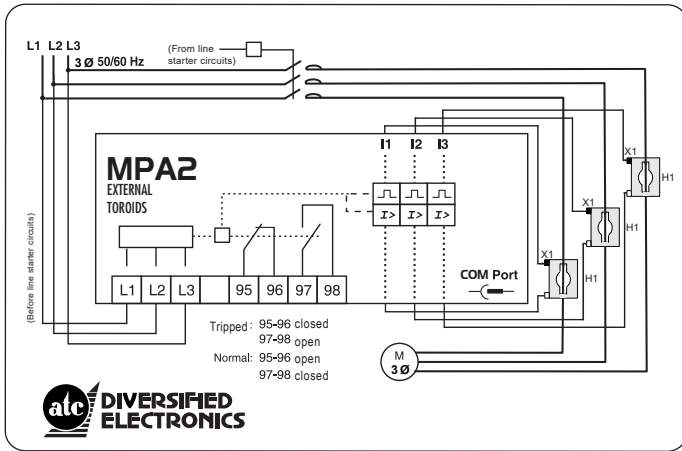 L1 L2 L3
3 Ø 50/60 Hz
(From line
starter circuits)
I1 I2 I3
X1
H1
MPA2
EXTERNAL
TOROIDS
I> I> I>
X1
H1
X1
H1
(Before line starter circuits)
COM Port
L1 L2 L3 95 96 97 98
Tripped: 95-96 closed
97-98 open
Normal: 95-96 open
97-98 closed
M
3 Ø
atc DIVERSIFIED
ELECTRONICS